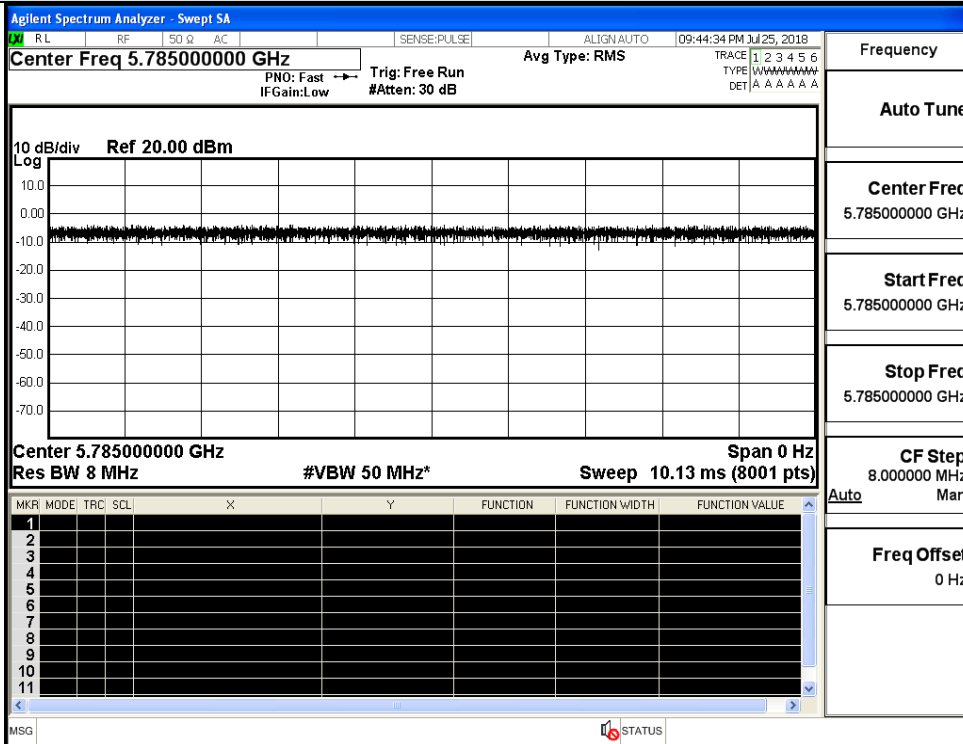 Agilent Spectrum Analyzer - Swept SA
LXI RL RF 50 Ω AC SENSE:PULSE ALIGN AUTO 09:44:34 PM Jul 25, 2018
Center Freq 5.785000000 GHz Avg Type: RMS TRACE 1 2 3 4 5 6
PNO: Fast Trig: Free Run TYPE WWWWWW
IFGain:Low #Atten: 30 dB DET A A A A A A
10 dB/div Ref 20.00 dBm
Log
10.0
0.00
-10.0
-20.0
-30.0
-40.0
-50.0
-60.0
-70.0
Center 5.785000000 GHz Span 0 Hz
Res BW 8 MHz #VBW 50 MHz* Sweep 10.13 ms (8001 pts)
MKR MODE TRC SCL X Y FUNCTION FUNCTION WIDTH FUNCTION VALUE
1
2
3
4
5
6
7
8
9
10
11
MSG STATUS
Frequency
Auto Tune
Center Freq
5.785000000 GHz
Start Freq
5.785000000 GHz
Stop Freq
5.785000000 GHz
CF Step
8.000000 MHz
Auto Man
Freq Offset
0 Hz